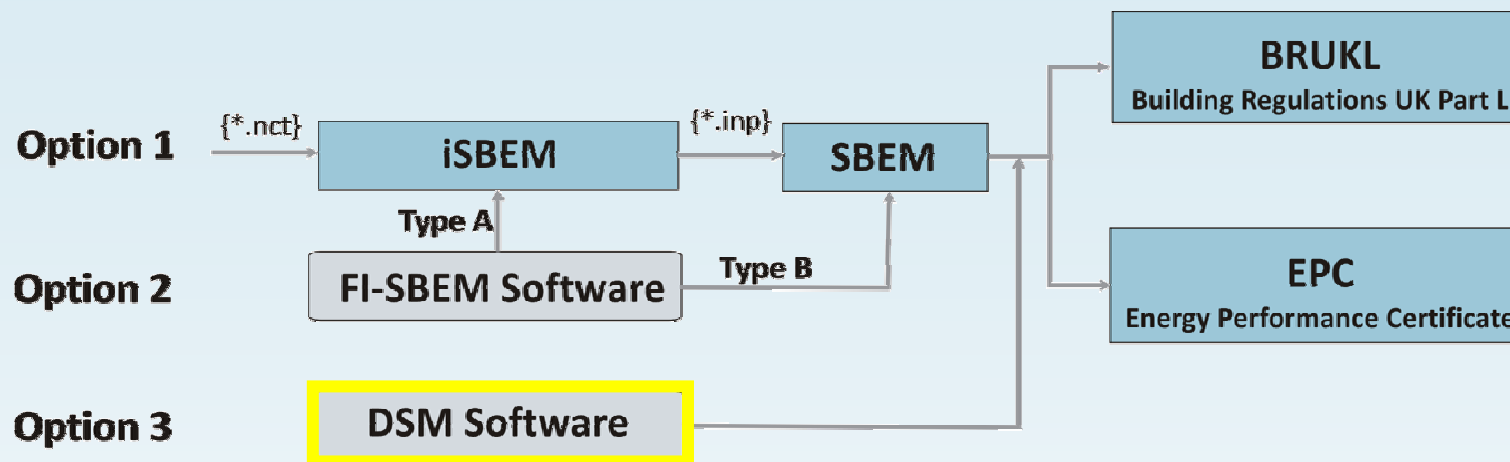 BRUKL
Building Regulations UK Part L
Option 1
{*.nct}
iSBEM
{*.inp}
SBEM
Type A
Option 2
FI-SBEM Software
Type B
EPC
Energy Performance Certificate
Option 3
DSM Software